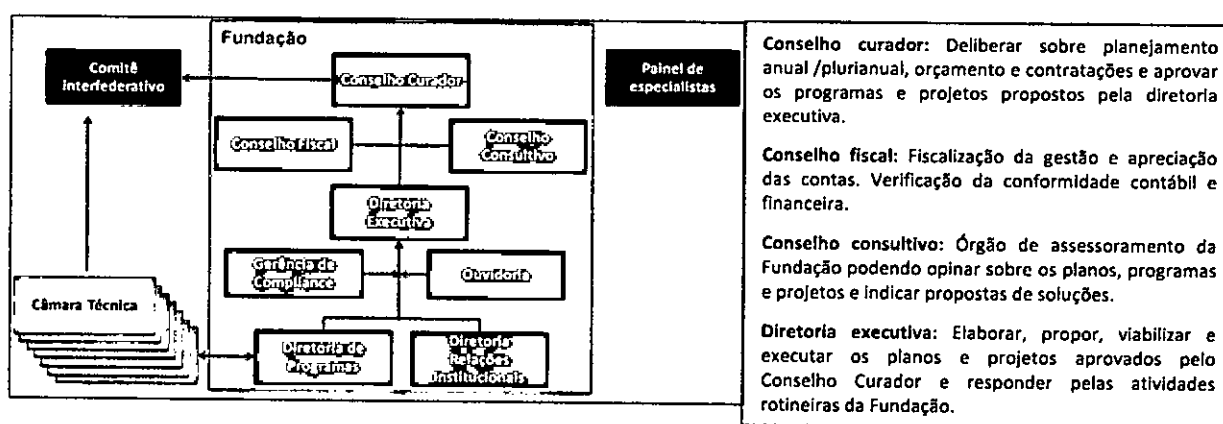 Fundação
Comitê
Interfederativo
Conselho Curador
Painel de
especialistas
Conselho Fiscal
Conselho
Consultivo
Diretoria
Executiva
Gerência de
Compliance
Ouvidoria
Câmara Técnica
Diretoria de
Programas
Diretoria
Relações
Institucionais
Conselho curador: Deliberar sobre planejamento
anual /plurianual, orçamento e contratações e aprovar
os programas e projetos propostos pela diretoria
executiva.
Conselho fiscal: Fiscalização da gestão e apreciação
das contas. Verificação da conformidade contábil e
financeira.
Conselho consultivo: Órgão de assessoramento da
Fundação podendo opinar sobre os planos, programas
e projetos e indicar propostas de soluções.
Diretoria executiva: Elaborar, propor, viabilizar e
executar os planos e projetos aprovados pelo
Conselho Curador e responder pelas atividades
rotineiras da Fundação.